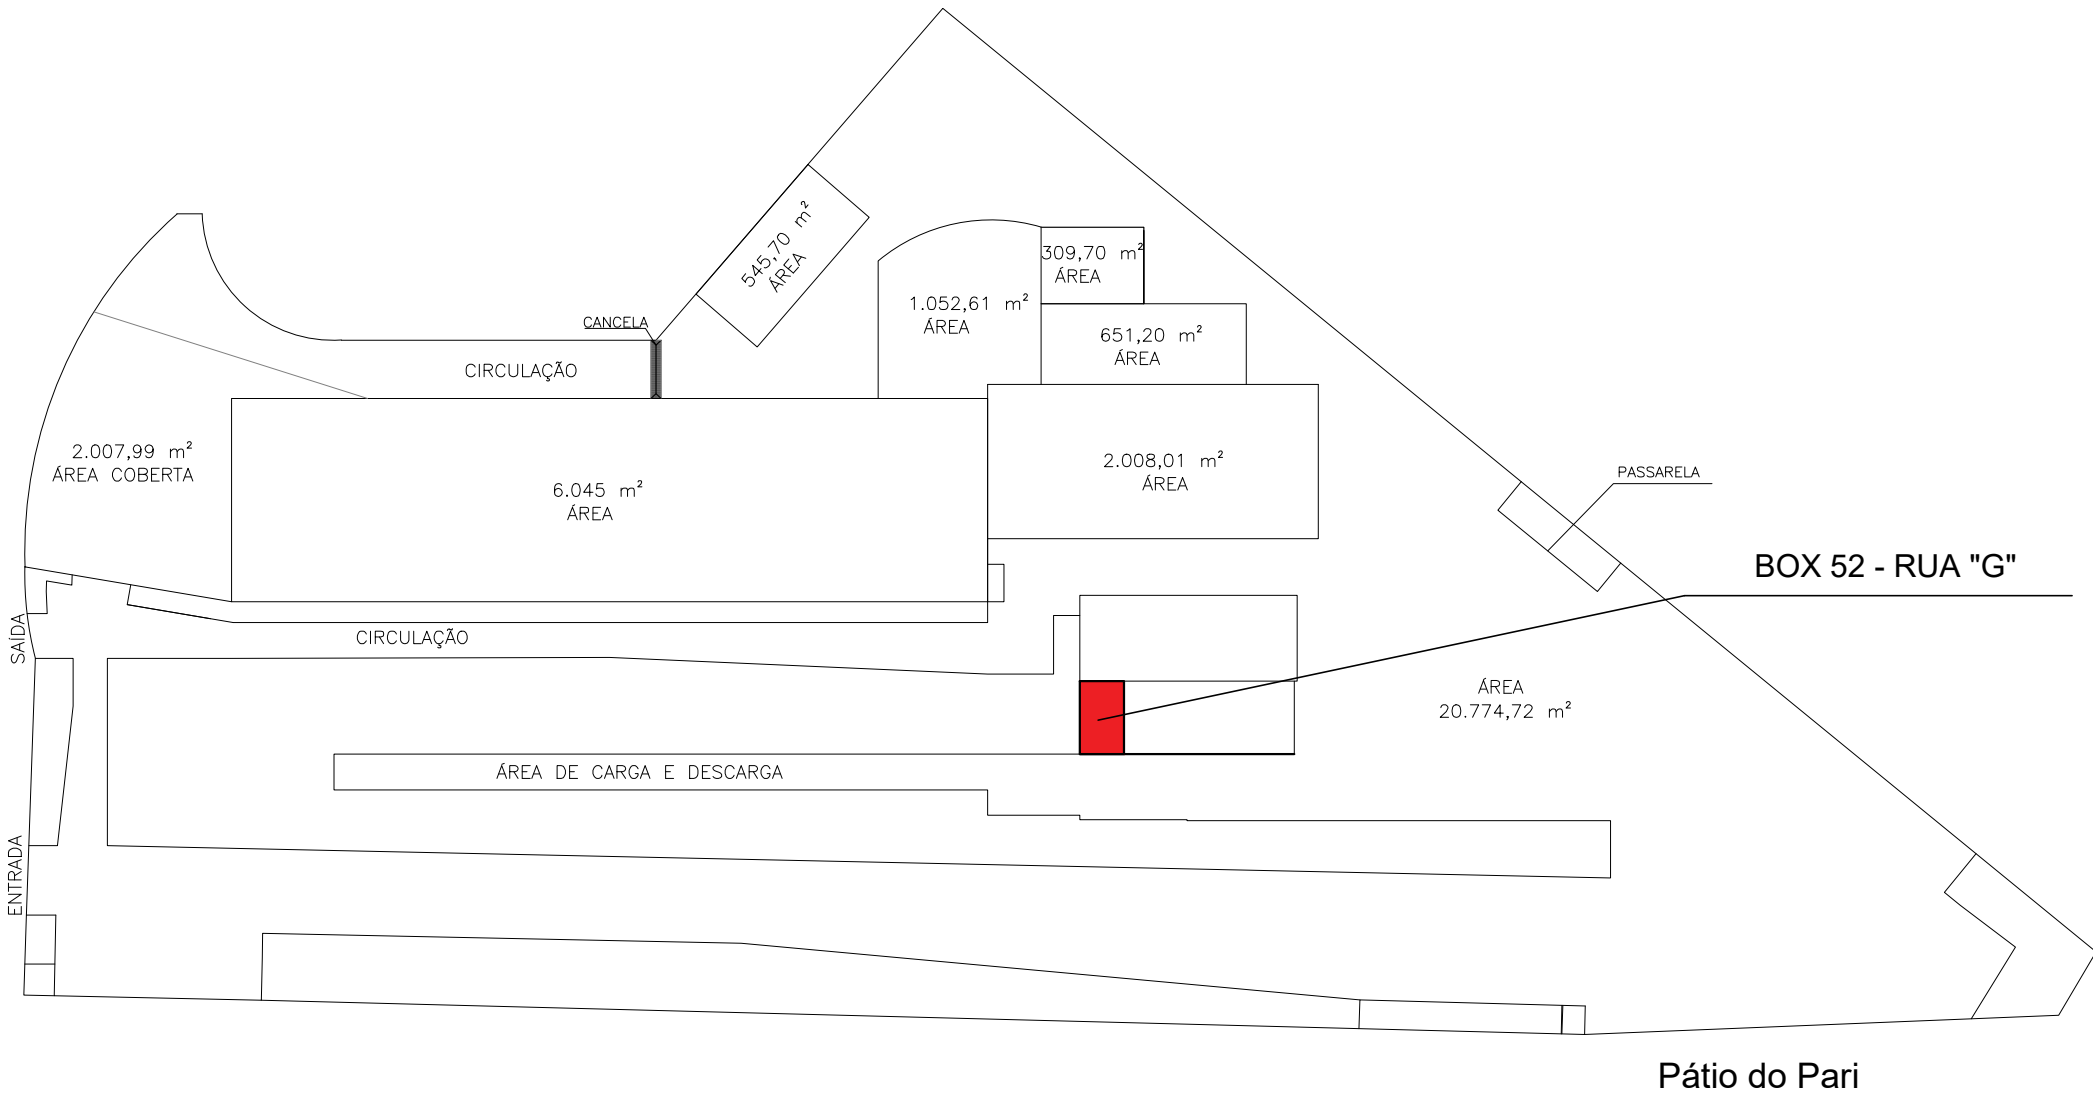 545,70 m²
ÁREA
309,70 m²
ÁREA
1.052,61 m²
ÁREA
CANCELA
651,20 m²
ÁREA
CIRCULAÇÃO
2.007,99 m²
ÁREA COBERTA
2.008,01 m²
ÁREA
PASSARELA
6.045 m²
ÁREA
BOX 52 - RUA "G"
SAÍDA
CIRCULAÇÃO
ÁREA
20.774,72 m²
ÁREA DE CARGA E DESCARGA
ENTRADA
Pátio do Pari